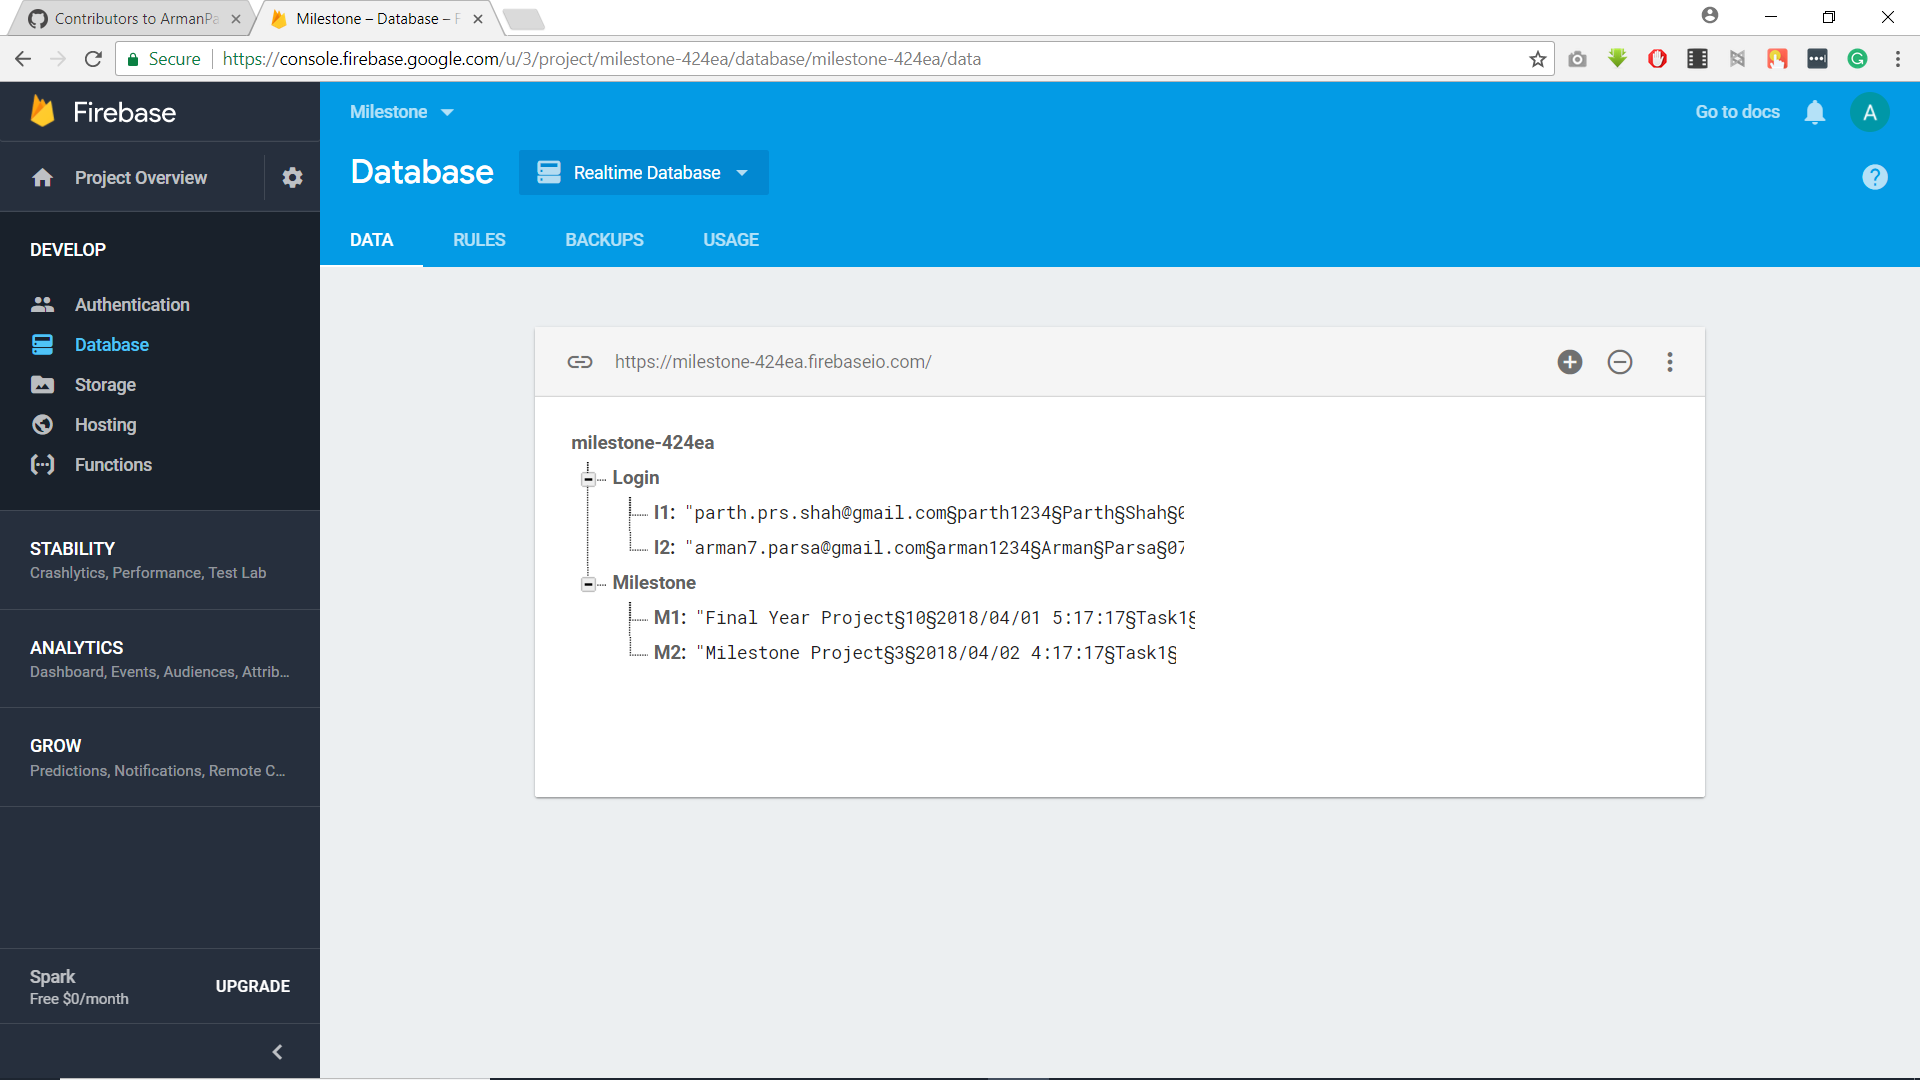 Contributors to ArmanPa
Milestone – Database – F
Secure
https://console.firebase.google.com/u/3/project/milestone-424ea/database/milestone-424ea/data
Firebase
Milestone
Go to docs
A
Project Overview
Database
Realtime Database
?
DEVELOP
DATA
RULES
BACKUPS
USAGE
Authentication
Database
Storage
Hosting
Functions
https://milestone-424ea.firebaseio.com/
milestone-424ea
Login
l1: "parth.prs.shah@gmail.com§parth1234§Parth§Shah§0
l2: "arman7.parsa@gmail.com§arman1234§Arman§Parsa§07
Milestone
M1: "Final Year Project§10§2018/04/01 5:17:17§Task1§
M2: "Milestone Project§3§2018/04/02 4:17:17§Task1§
STABILITY
Crashlytics, Performance, Test Lab
ANALYTICS
Dashboard, Events, Audiences, Attrib...
GROW
Predictions, Notifications, Remote C...
Spark
Free $0/month
UPGRADE